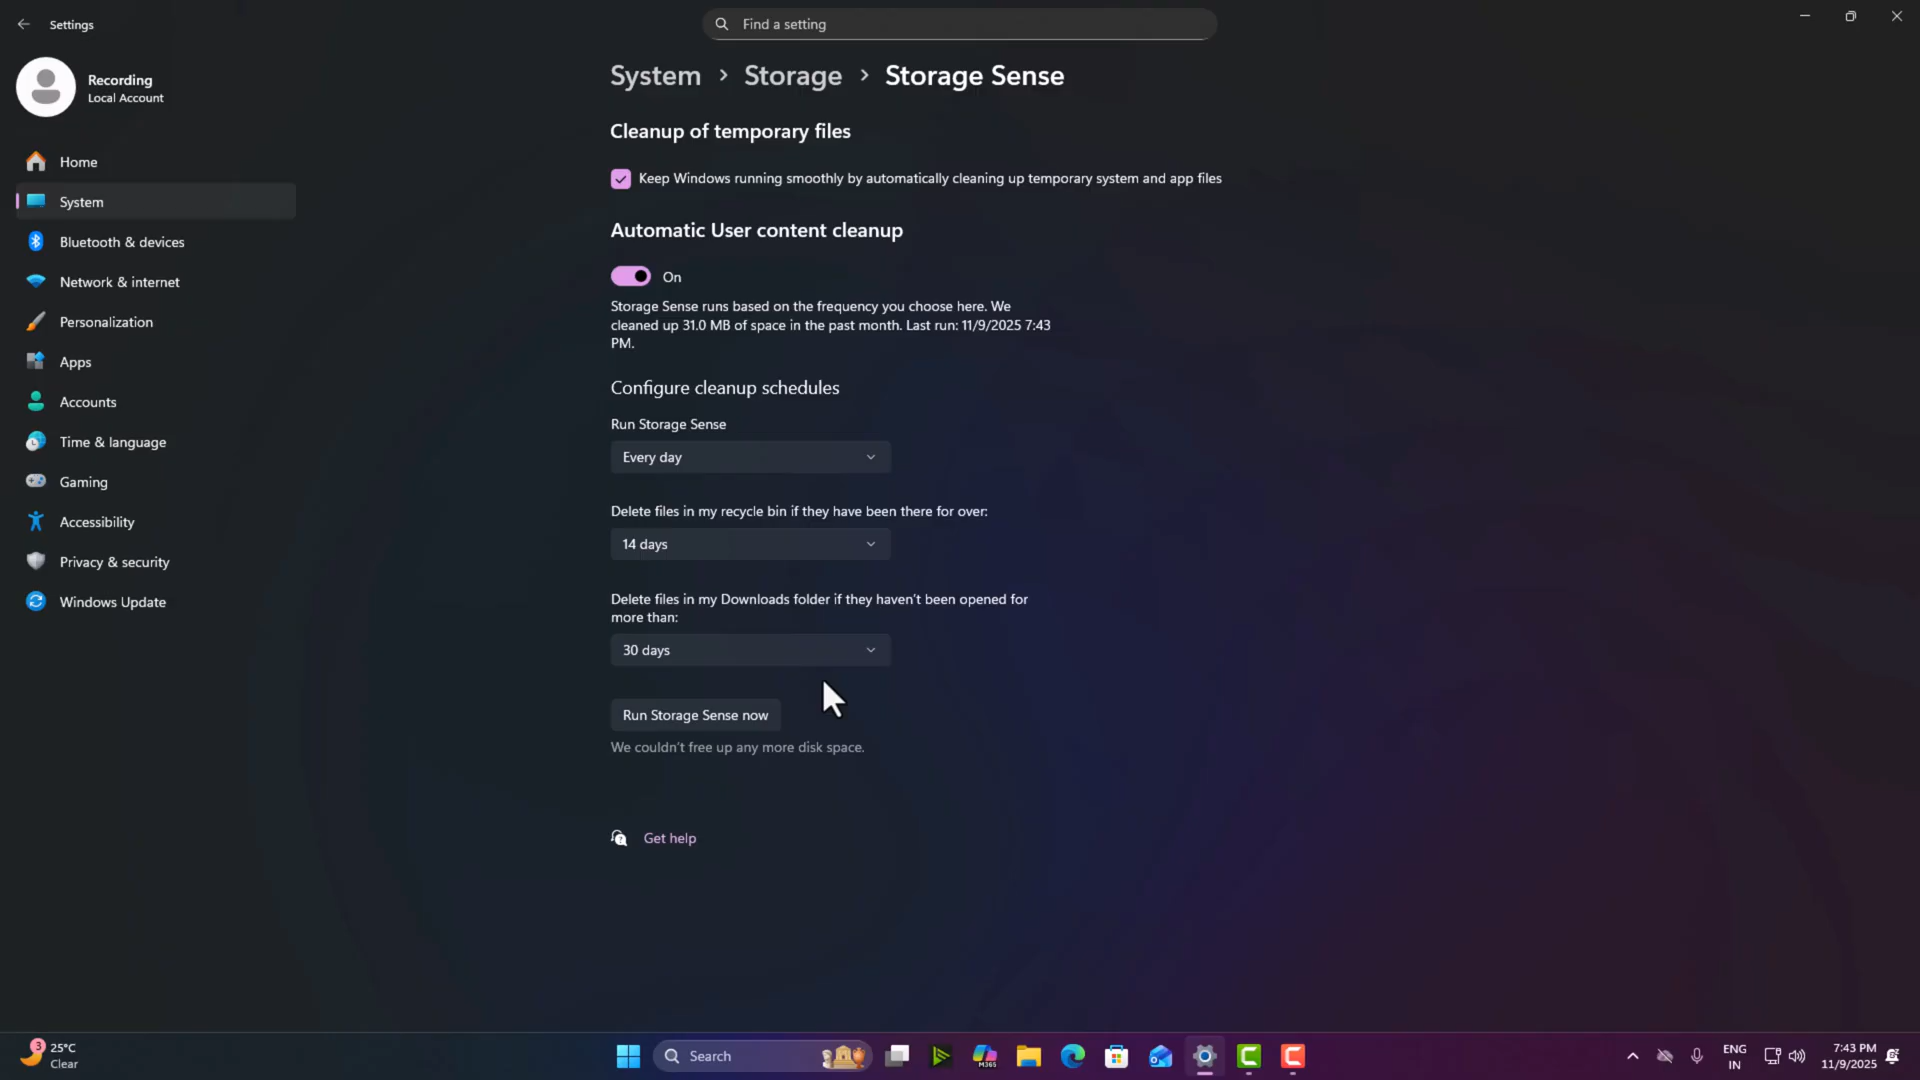 Settings
Find a setting
Recording
Local Account
Home
System
Bluetooth & devices
Network & internet
Personalization
Apps
Accounts
Time & language
Gaming
Accessibility
Privacy & security
Windows Update
System > Storage > Storage Sense
Cleanup of temporary files
Keep Windows running smoothly by automatically cleaning up temporary system and app files
Automatic User content cleanup
On
Storage Sense runs based on the frequency you choose here. We
cleaned up 31.0 MB of space in the past month. Last run: 11/9/2025 7:43
PM.
Configure cleanup schedules
Run Storage Sense
Every day
Delete files in my recycle bin if they have been there for over:
14 days
Delete files in my Downloads folder if they haven't been opened for
more than:
30 days
Run Storage Sense now
We couldn't free up any more disk space.
Get help
3
25°C
Clear
Search
M365
ENG
IN
7:43 PM
11/9/2025